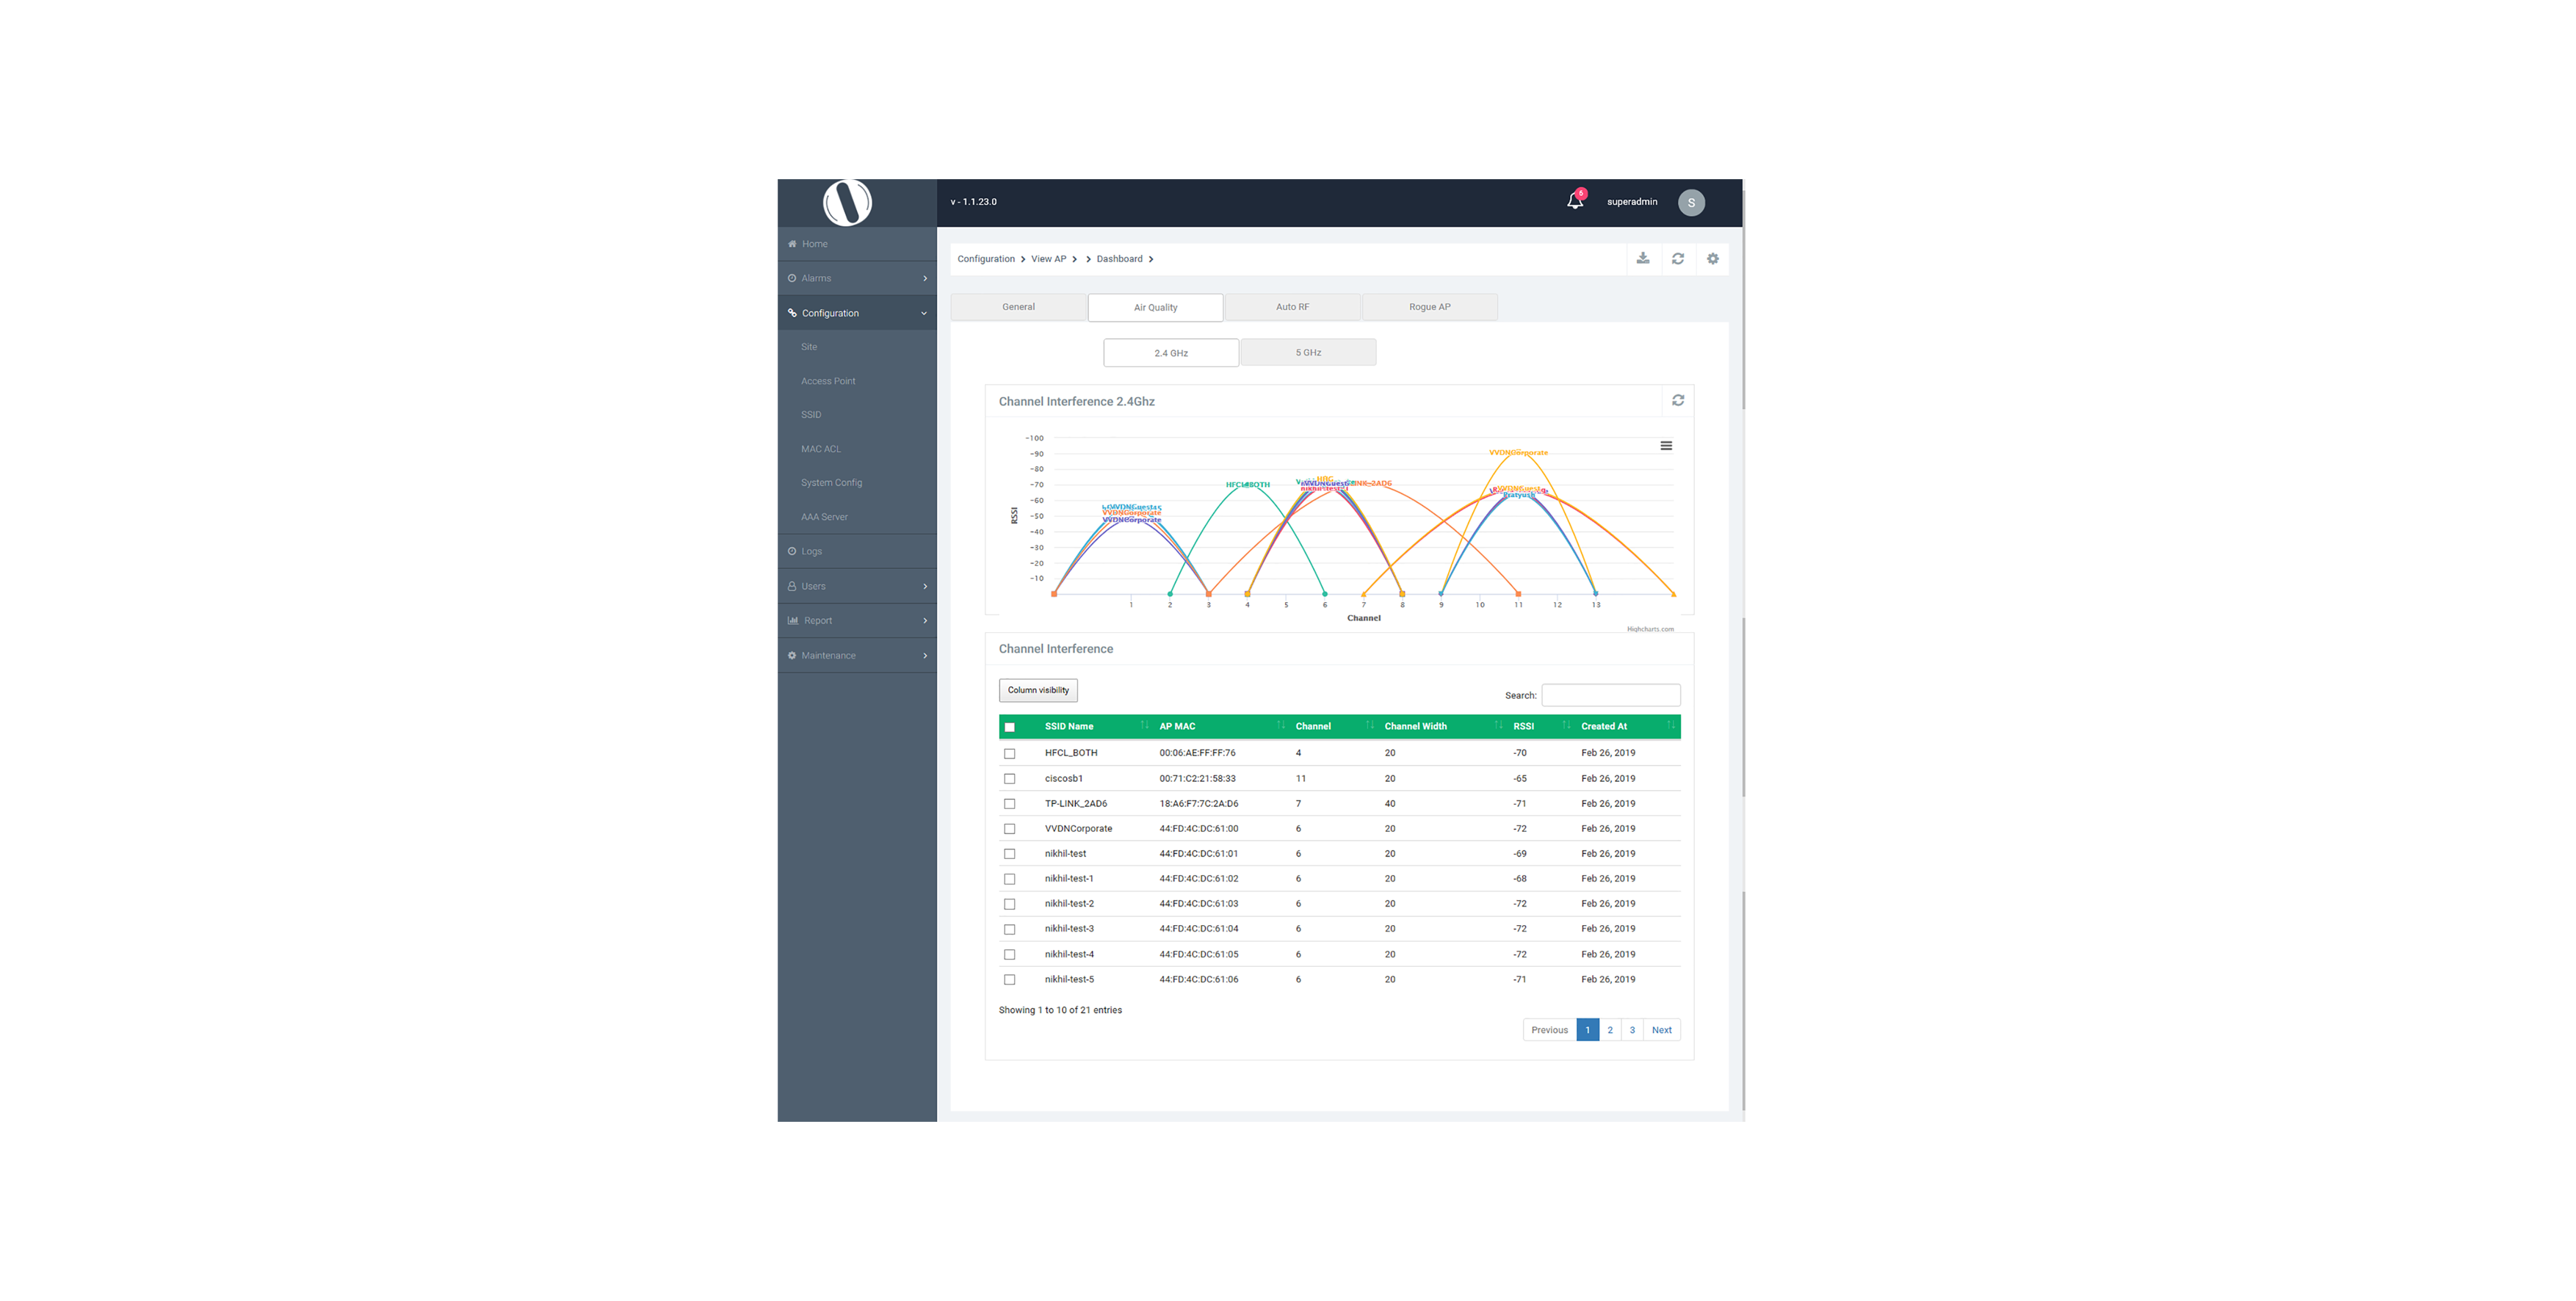 v - 1.1.23.0
6
superadmin
S
Home
Alarms
Configuration
Site
Access Point
SSID
MAC ACL
System Config
AAA Server
Logs
Users
Report
Maintenance
Configuration > View AP > > Dashboard >
General
Air Quality
Auto RF
Rogue AP
2.4 GHz
5 GHz
Channel Interference 2.4Ghz
-100
-90
-80
-70
-60
-50
-40
-30
-20
-10
RSSI
VVDNCorporate
HFCL_BOTH
VVDNCorporate
VVDNCorporate
Pratyush
1 2 3 4 5 6 7 8 9 10 11 12 13
Channel
Highcharts.com
Channel Interference
Column visibility
Search:
SSID Name AP MAC Channel Channel Width RSSI Created At
HFCL_BOTH 00:06:AE:FF:FF:76 4 20 -70 Feb 26, 2019
ciscosb1 00:71:C2:21:58:33 11 20 -65 Feb 26, 2019
TP-LINK_2AD6 18:A6:F7:7C:2A:D6 7 40 -71 Feb 26, 2019
VVDNCorporate 44:FD:4C:DC:61:00 6 20 -72 Feb 26, 2019
nikhil-test 44:FD:4C:DC:61:01 6 20 -69 Feb 26, 2019
nikhil-test-1 44:FD:4C:DC:61:02 6 20 -68 Feb 26, 2019
nikhil-test-2 44:FD:4C:DC:61:03 6 20 -72 Feb 26, 2019
nikhil-test-3 44:FD:4C:DC:61:04 6 20 -72 Feb 26, 2019
nikhil-test-4 44:FD:4C:DC:61:05 6 20 -72 Feb 26, 2019
nikhil-test-5 44:FD:4C:DC:61:06 6 20 -71 Feb 26, 2019
Showing 1 to 10 of 21 entries
Previous 1 2 3 Next